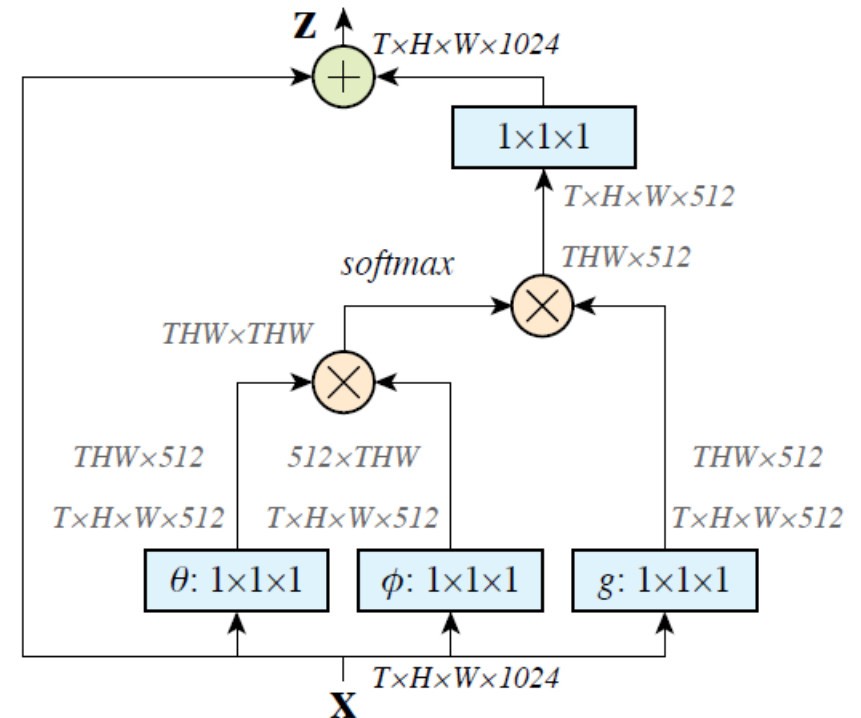 z
T×H×W×1024
+
1×1×1
T×H×W×512
THW×512
softmax
THW×THW
THW×512
512×THW
THW×512
T×H×W×512
T×H×W×512
T×H×W×512
θ: 1×1×1
ϕ: 1×1×1
g: 1×1×1
T×H×W×1024
x